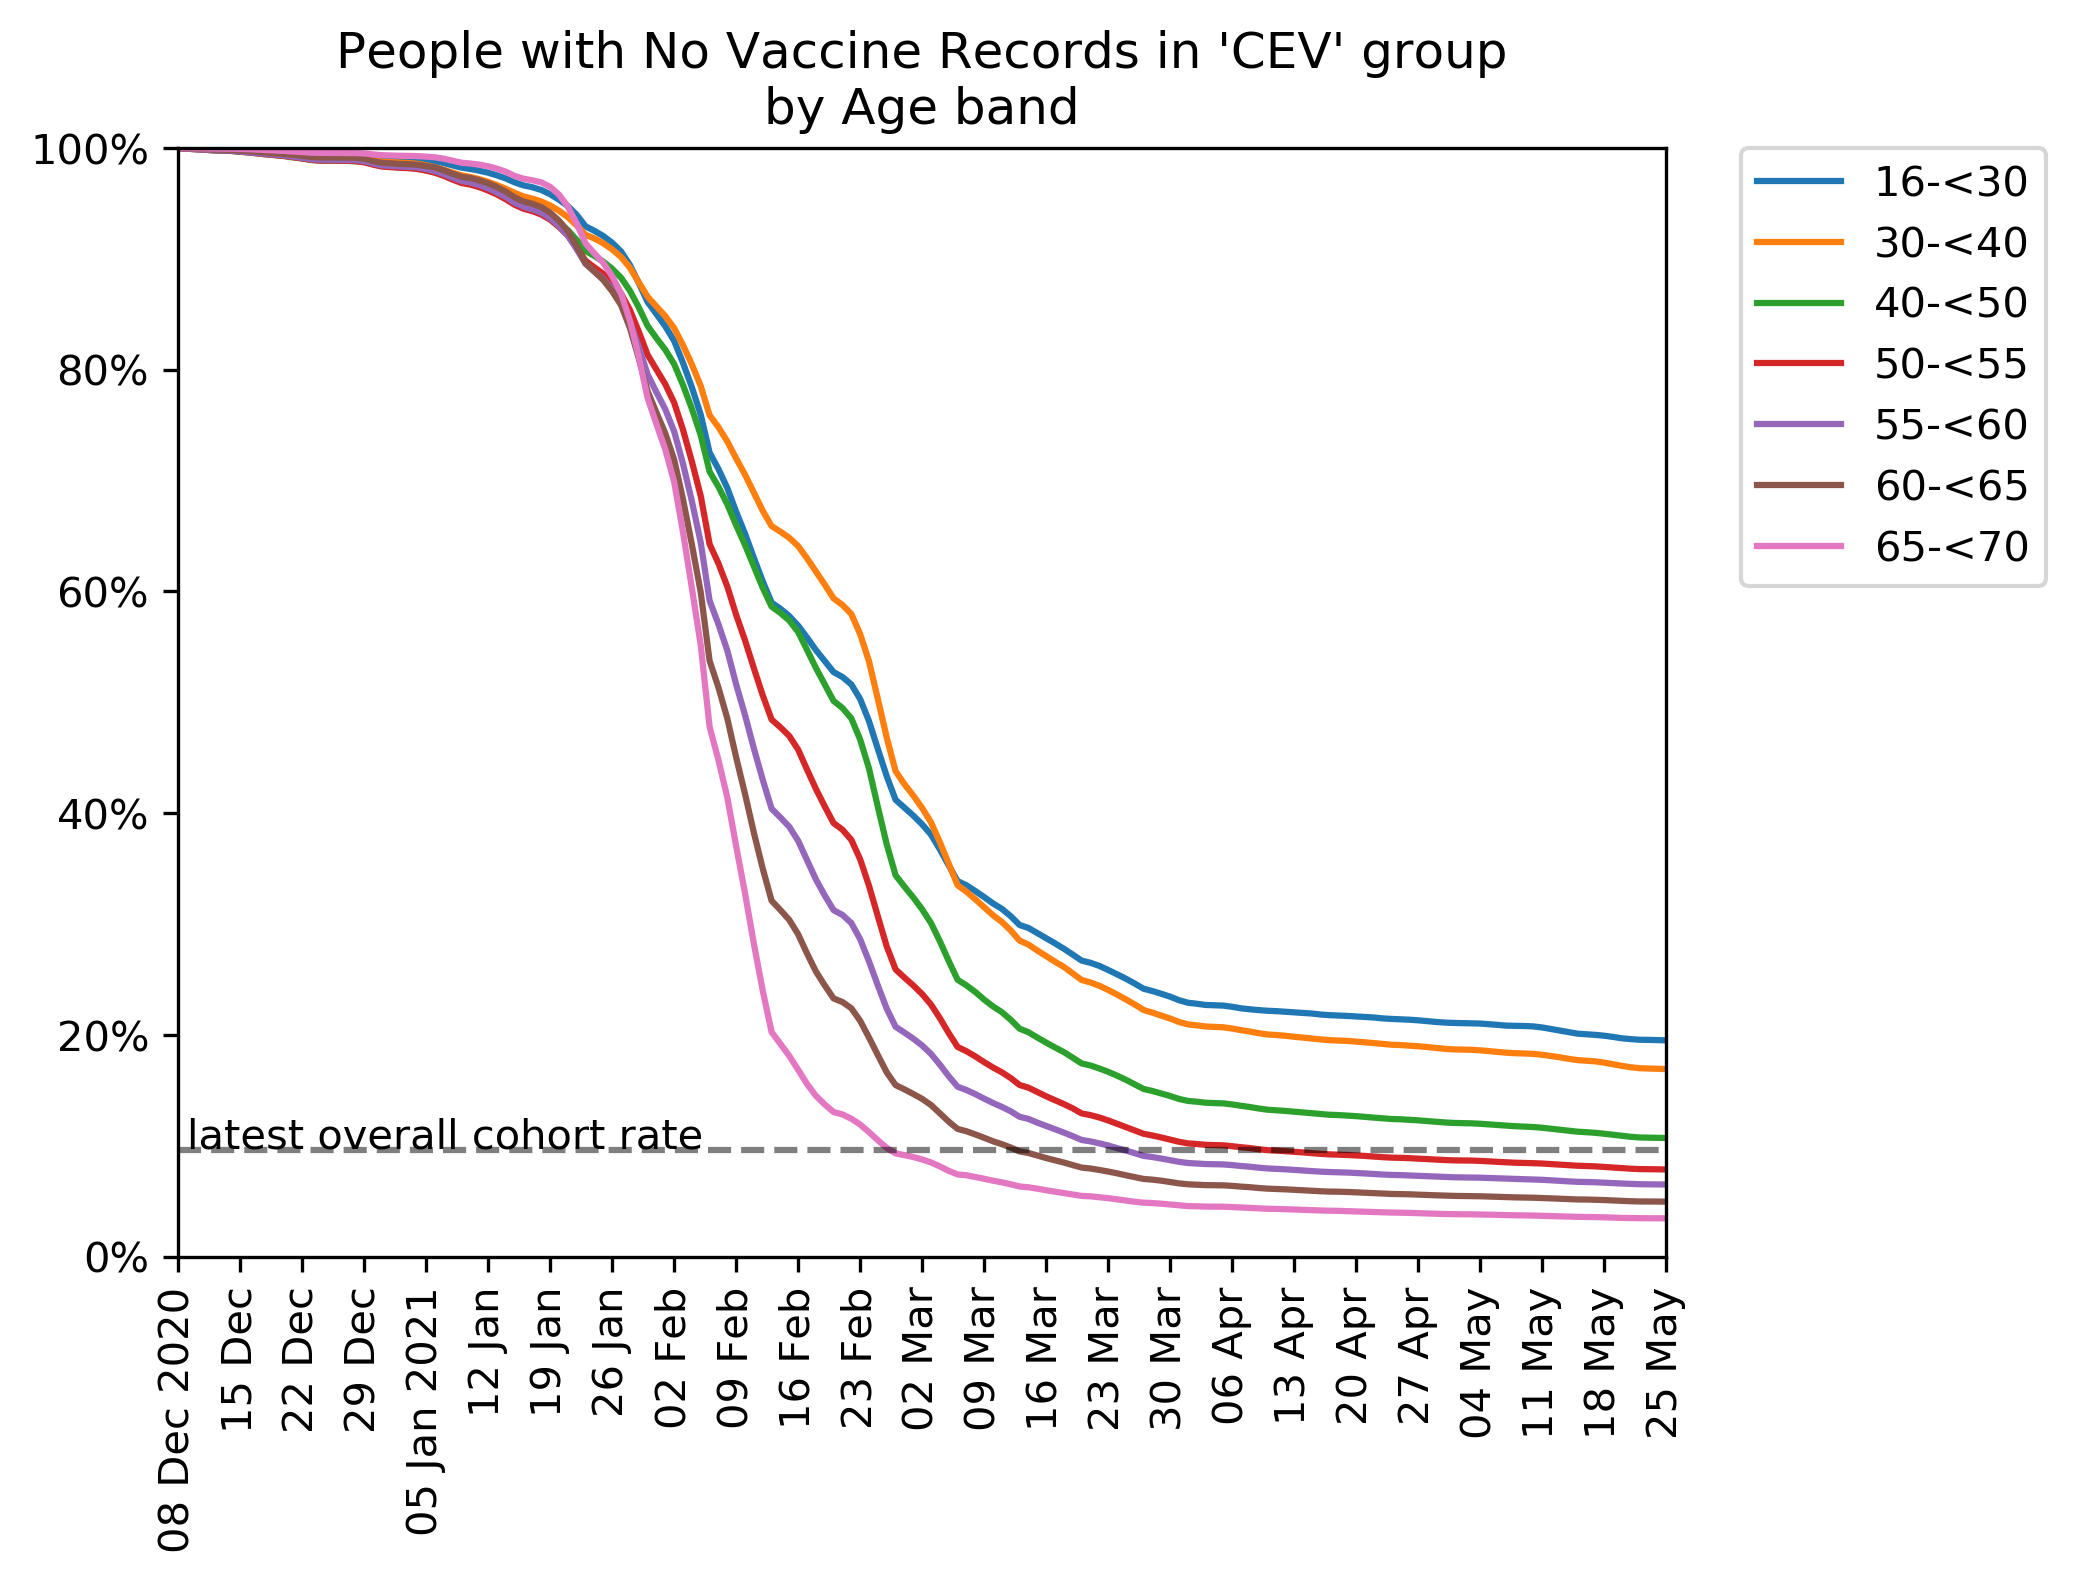 People with No Vaccine Records in 'CEV' group
by Age band
100%
80%
60%
40%
20%
0%
latest overall cohort rate
08 Dec 2020
15 Dec
22 Dec
29 Dec
05 Jan 2021
12 Jan
19 Jan
26 Jan
02 Feb
09 Feb
16 Feb
23 Feb
02 Mar
09 Mar
16 Mar
23 Mar
30 Mar
06 Apr
13 Apr
20 Apr
27 Apr
04 May
11 May
18 May
25 May
16-<30
30-<40
40-<50
50-<55
55-<60
60-<65
65-<70